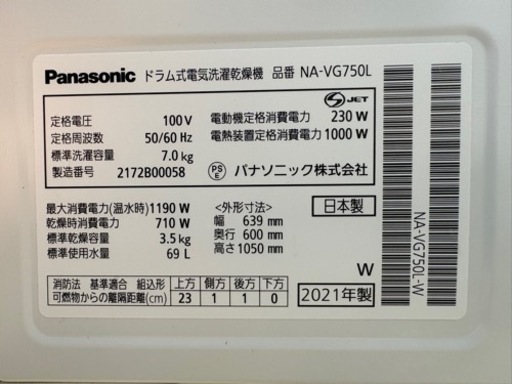 Panasonic ドラム式電気洗濯乾燥機 品番 NA-VG750L
定格電圧 100V
定格周波数 50/60 Hz
標準洗濯容量 7.0kg
製造番号 2172B00058
S JET
電動機定格消費電力 230 W
電熱装置定格消費電力 1000 W
PS E パナソニック株式会社
最大消費電力(温水時)1190 W
乾燥時消費電力 710 W
標準乾燥容量 3.5kg
標準使用水量 69 L
<外形寸法>
幅 639 mm
奥行 600 mm
高さ 1050 mm
日本製
W
消防法 基準適合 組込形 上方 側方 後方 下方
可燃物からの離隔距離(cm) 23 1 1 0
2021年製
NA-VG750L-W